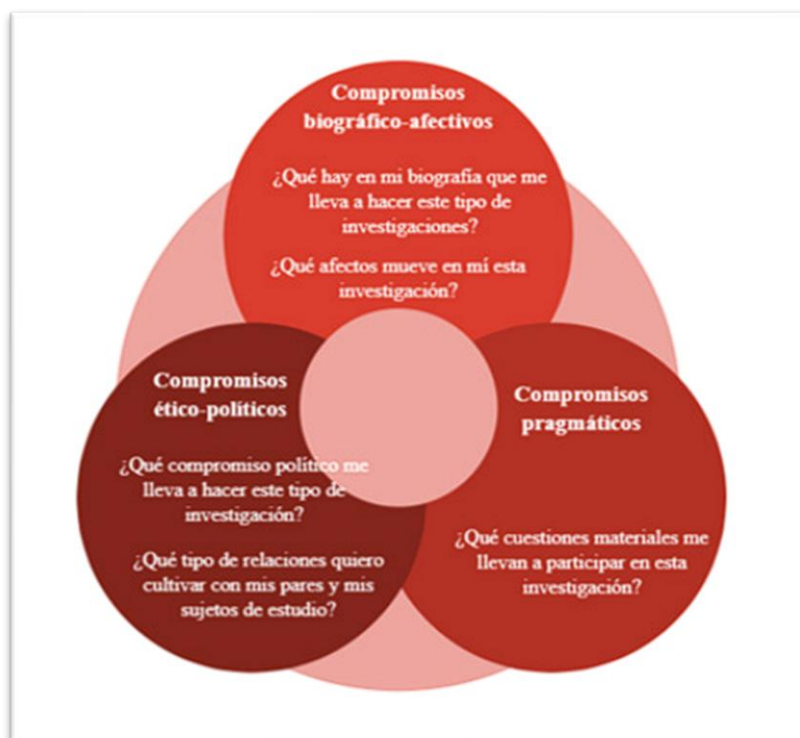 Compromisos
biográfico-afectivos
¿Qué hay en mi biografía que me
lleva a hacer este tipo de
investigaciones?
¿Qué afectos mueve en mí esta
investigación?
Compromisos
ético-políticos
¿Qué compromiso político me
lleva a hacer este tipo de
investigación?
¿Qué tipo de relaciones quiero
cultivar con mis pares y mis
sujetos de estudio?
Compromisos
pragmáticos
¿Qué cuestiones materiales me
llevan a participar en esta
investigación?